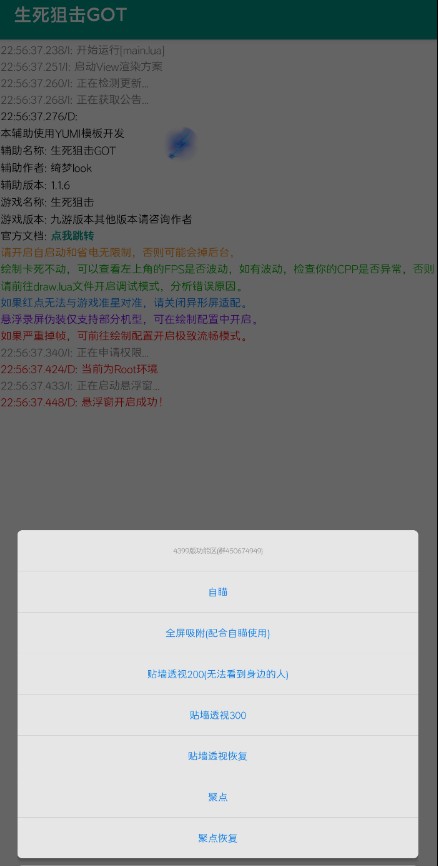 生死狙击GOT
22:56:37.238/I: 开始运行[main.lua]
22:56:37.251/I: 启动View渲染方案
22:56:37.260/I: 正在检测更新...
22:56:37.268/I: 正在获取公告...
22:56:37.276/D:
本辅助使用YUMI模板开发
辅助名称: 生死狙击GOT
辅助作者: 绮梦look
辅助版本: 1.1.6
游戏名称: 生死狙击
游戏版本: 九游版本其他版本请咨询作者
官方文档: 点我跳转
请开启自启动和省电无限制，否则可能会掉后台。
绘制卡死不动，可以查看左上角的FPS是否波动，如有波动，检查你的CPP是否异常，否则
请前往draw.lua文件开启调试模式，分析错误原因。
如果红点无法与游戏准星对准，请关闭异形屏适配。
悬浮录屏伪装仅支持部分机型，可在绘制配置中开启。
如果严重掉帧，可前往绘制配置开启极致流畅模式。
22:56:37.340/I: 正在申请权限...
22:56:37.424/D: 当前为Root环境
22:56:37.433/I: 正在启动悬浮窗...
22:56:37.448/D: 悬浮窗开启成功！
4399版功能区(群450674949)
自瞄
全屏吸附(配合自瞄使用)
贴墙透视200(无法看到身边的人)
贴墙透视300
贴墙透视恢复
聚点
聚点恢复